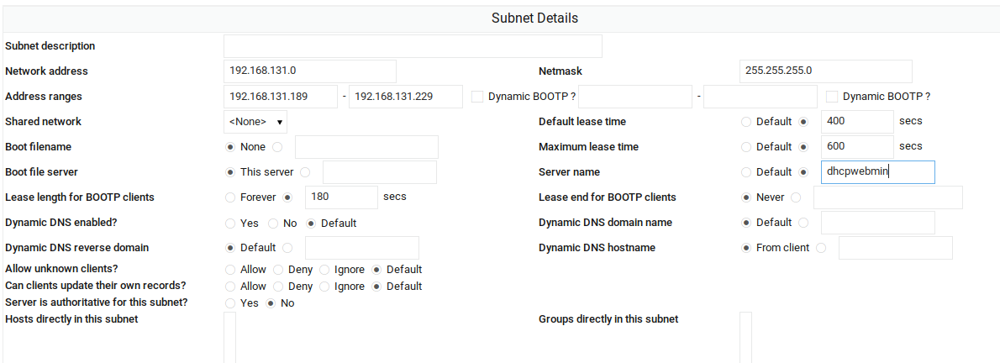 Subnet Details
Subnet description
Network address 192.168.131.0 Netmask 255.255.255.0
Address ranges 192.168.131.189 - 192.168.131.229 Dynamic BOOTP ? - Dynamic BOOTP ?
Shared network <None> Default lease time Default 400 secs
Boot filename None Maximum lease time Default 600 secs
Boot file server This server Server name Default dhcpwebmin
Lease length for BOOTP clients Forever 180 secs Lease end for BOOTP clients Never
Dynamic DNS enabled? Yes No Default Dynamic DNS domain name Default
Dynamic DNS reverse domain Default Dynamic DNS hostname From client
Allow unknown clients? Allow Deny Ignore Default
Can clients update their own records? Allow Deny Ignore Default
Server is authoritative for this subnet? Yes No
Hosts directly in this subnet Groups directly in this subnet